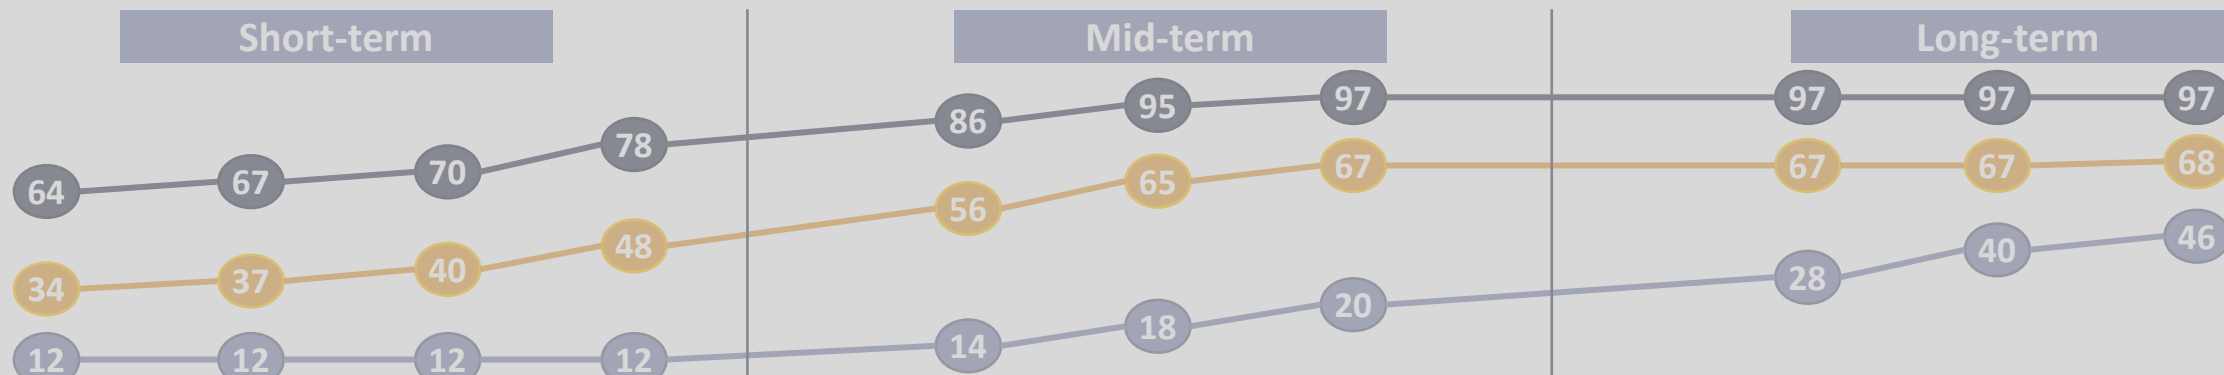 Short-term Mid-term Long-term
64 67 70 78 86 95 97 97 97 97
34 37 40 48 56 65 67 67 67 68
12 12 12 12 14 18 20 28 40 46